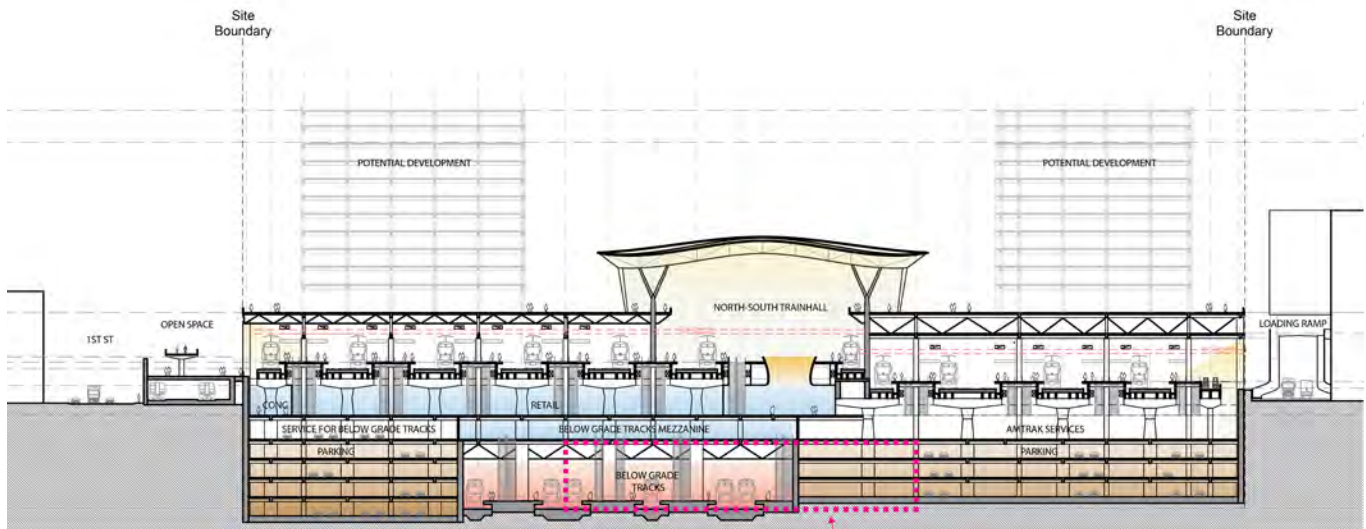 Site
Boundary
Site
Boundary
POTENTIAL DEVELOPMENT
POTENTIAL DEVELOPMENT
NORTH-SOUTH TRAINHALL
OPEN SPACE
LOADING RAMP
1ST ST
CONC
RETAIL
SERVICE FOR BELOW GRADE TRACKS
BELOW GRADE TRACKS MEZZANINE
AMTRAK SERVICES
PARKING
PARKING
BELOW GRADE
TRACKS